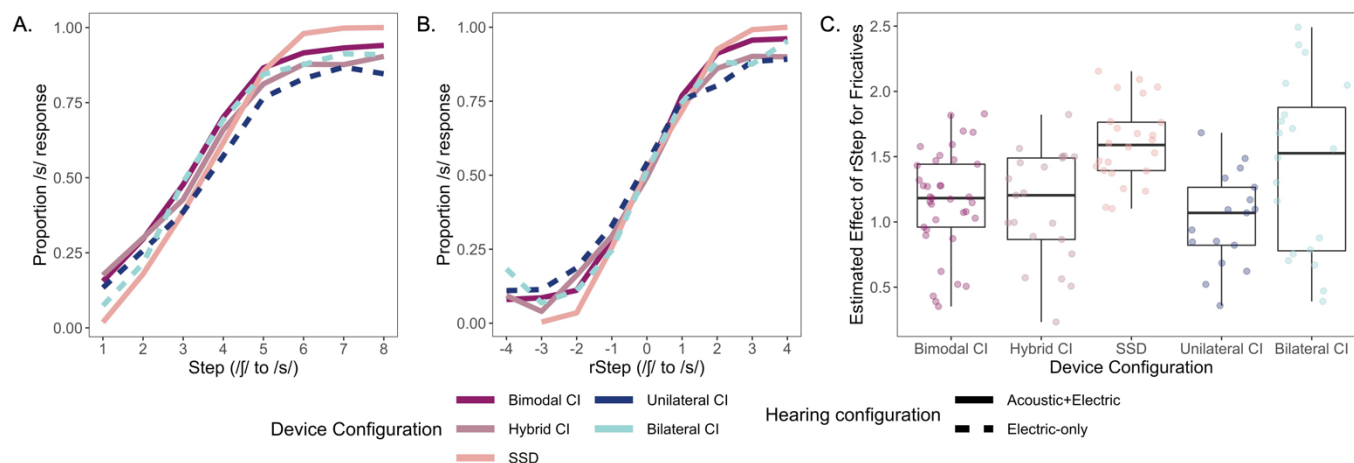 A.
Proportion /s/ response
1.00
0.75
0.50
0.25
0.00
1 2 3 4 5 6 7 8
Step (/ʃ/ to /s/)
B.
Proportion /s/ response
1.00
0.75
0.50
0.25
0.00
-4 -3 -2 -1 0 1 2 3 4
rStep (/ʃ/ to /s/)
C.
Estimated Effect of rStep for Fricatives
2.5
2.0
1.5
1.0
0.5
Bimodal CI Hybrid CI SSD Unilateral CI Bilateral CI
Device Configuration
Device Configuration
Bimodal CI
Hybrid CI
SSD
Unilateral CI
Bilateral CI
Hearing configuration
Acoustic+Electric
Electric-only